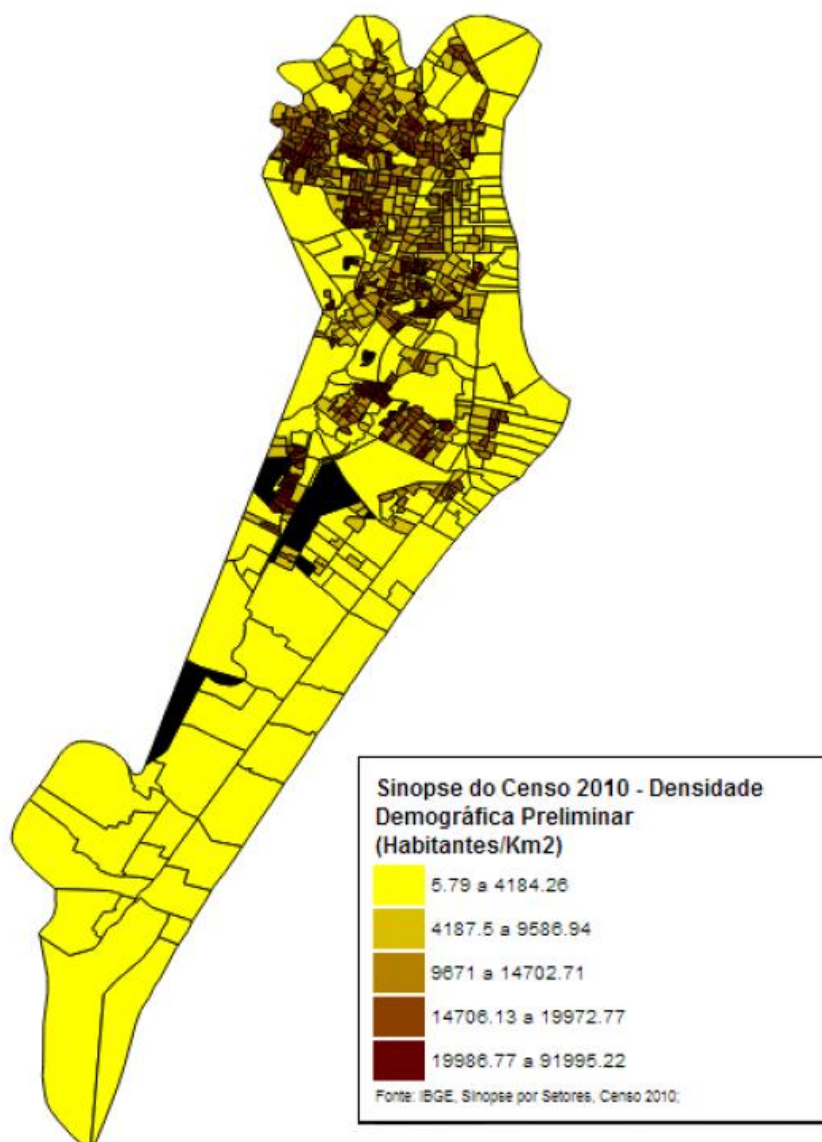 Sinopse do Censo 2010 - Densidade
Demográfica Preliminar
(Habitantes/Km2)
5.79 a 4184.26
4187.5 a 9586.94
9671 a 14702.71
14706.13 a 19972.77
19986.77 a 91995.22
Fonte: IBGE, Sinopse por Setores, Censo 2010;